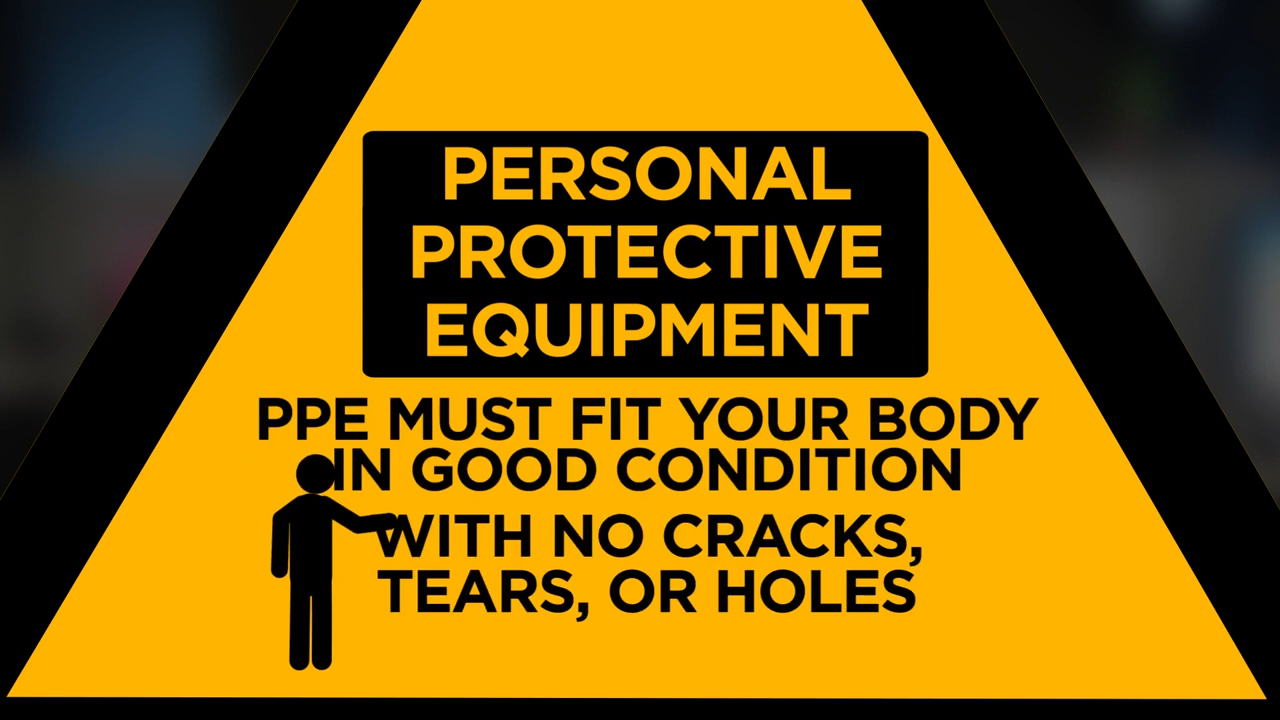 PERSONAL
PROTECTIVE
EQUIPMENT
PPE MUST FIT YOUR BODY
IN GOOD CONDITION
WITH NO CRACKS,
TEARS, OR HOLES